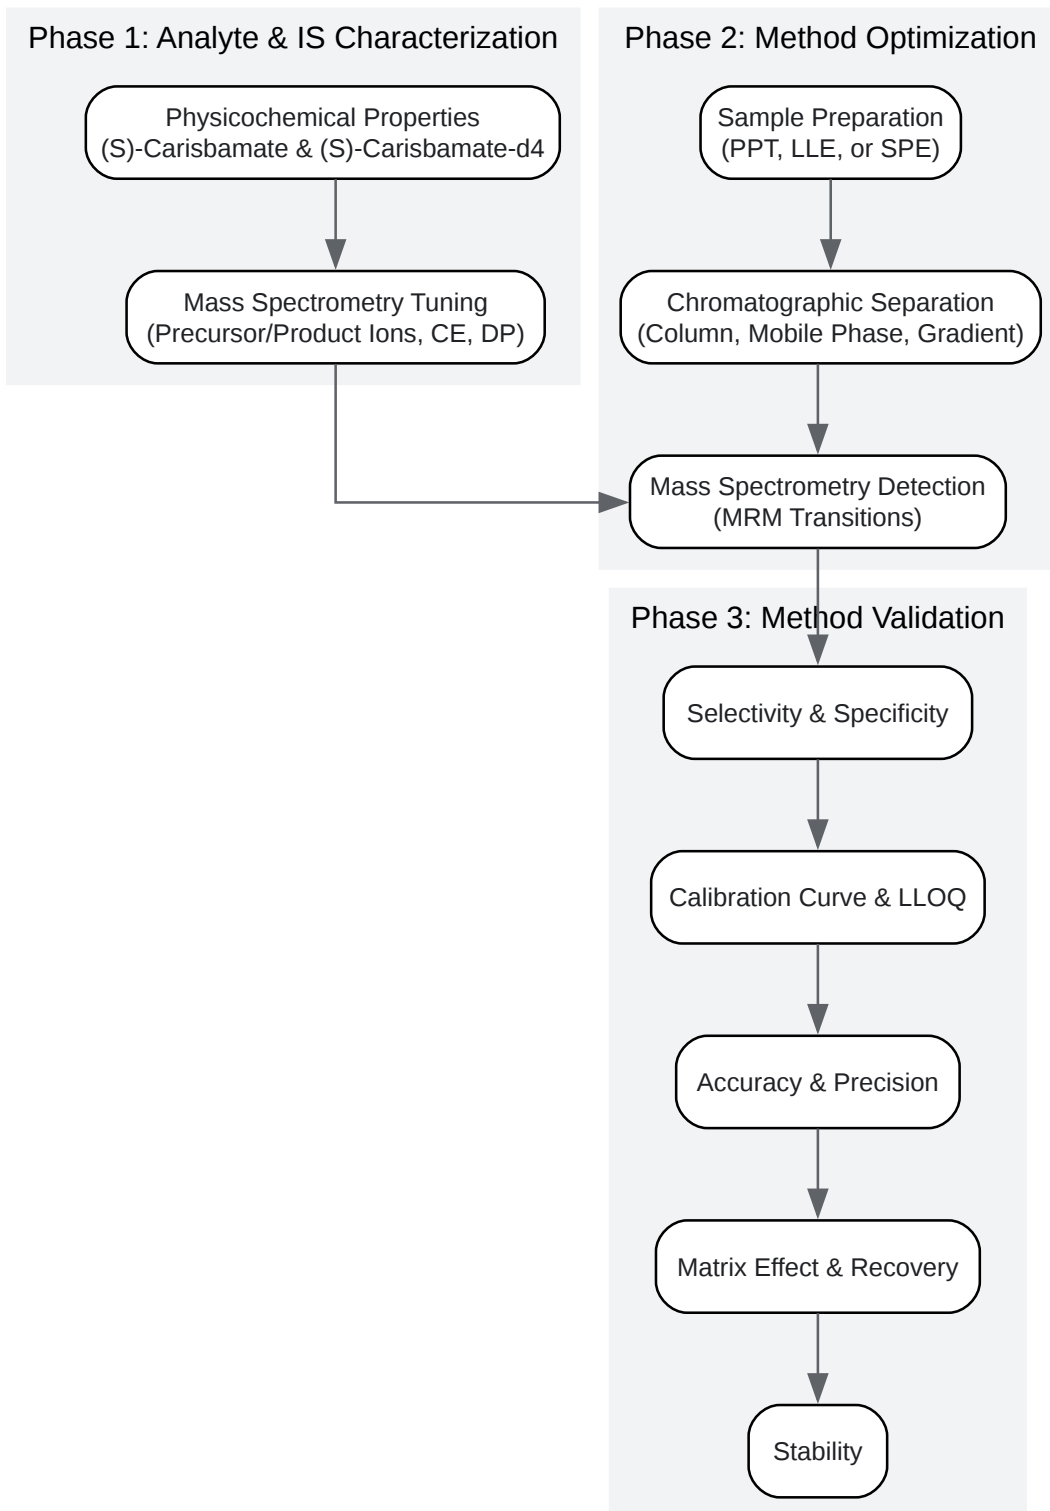 Phase 1: Analyte & IS Characterization
Physicochemical Properties
(S)-Carisbamate & (S)-Carisbamate-d4
Mass Spectrometry Tuning
(Precursor/Product Ions, CE, DP)
Phase 2: Method Optimization
Sample Preparation
(PPT, LLE, or SPE)
Chromatographic Separation
(Column, Mobile Phase, Gradient)
Mass Spectrometry Detection
(MRM Transitions)
Phase 3: Method Validation
Selectivity & Specificity
Calibration Curve & LLOQ
Accuracy & Precision
Matrix Effect & Recovery
Stability